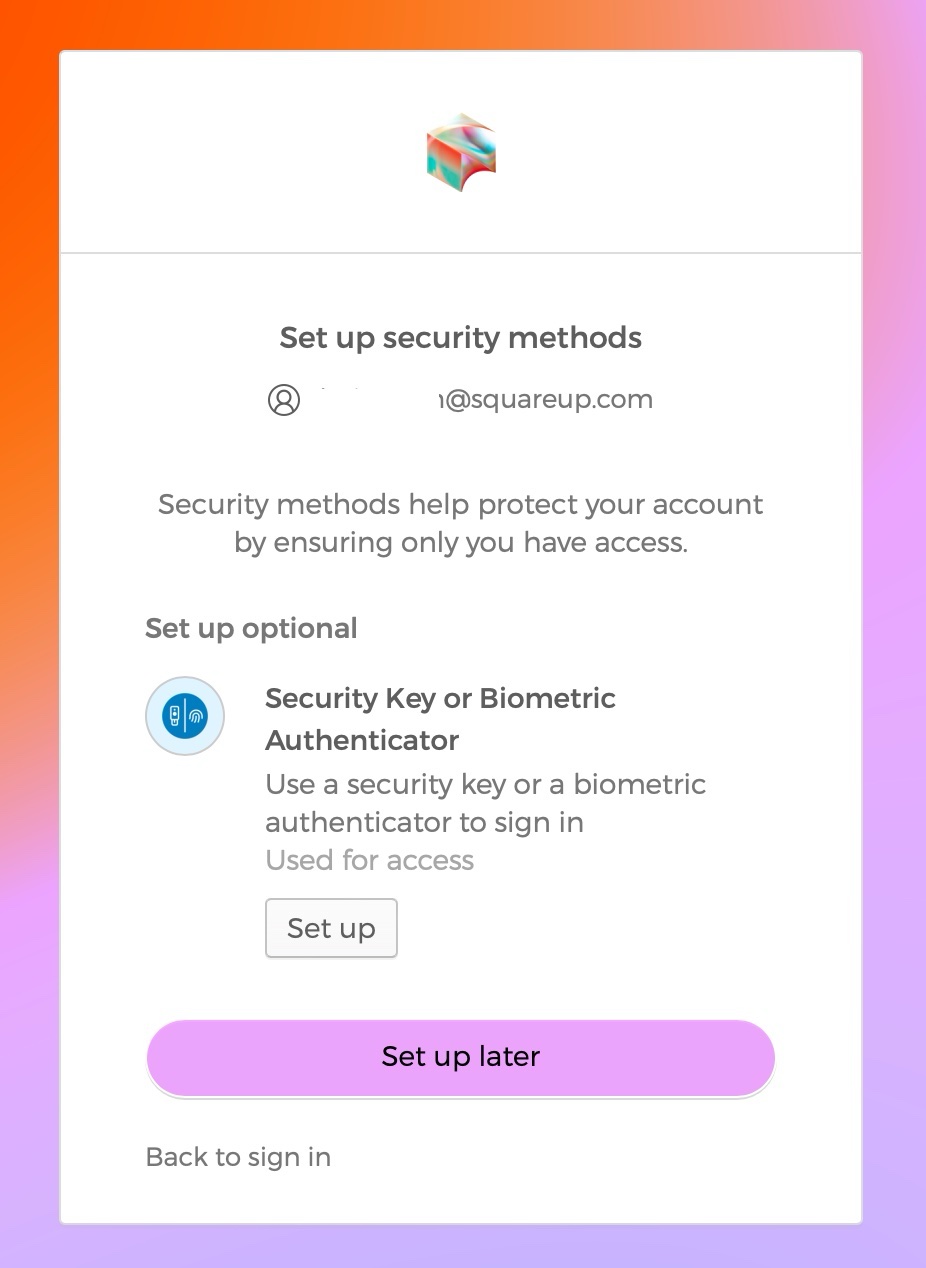 Set up security methods
@squareup.com
Security methods help protect your account
by ensuring only you have access.
Set up optional
Security Key or Biometric
Authenticator
Use a security key or a biometric
authenticator to sign in
Used for access
Set up
Set up later
Back to sign in